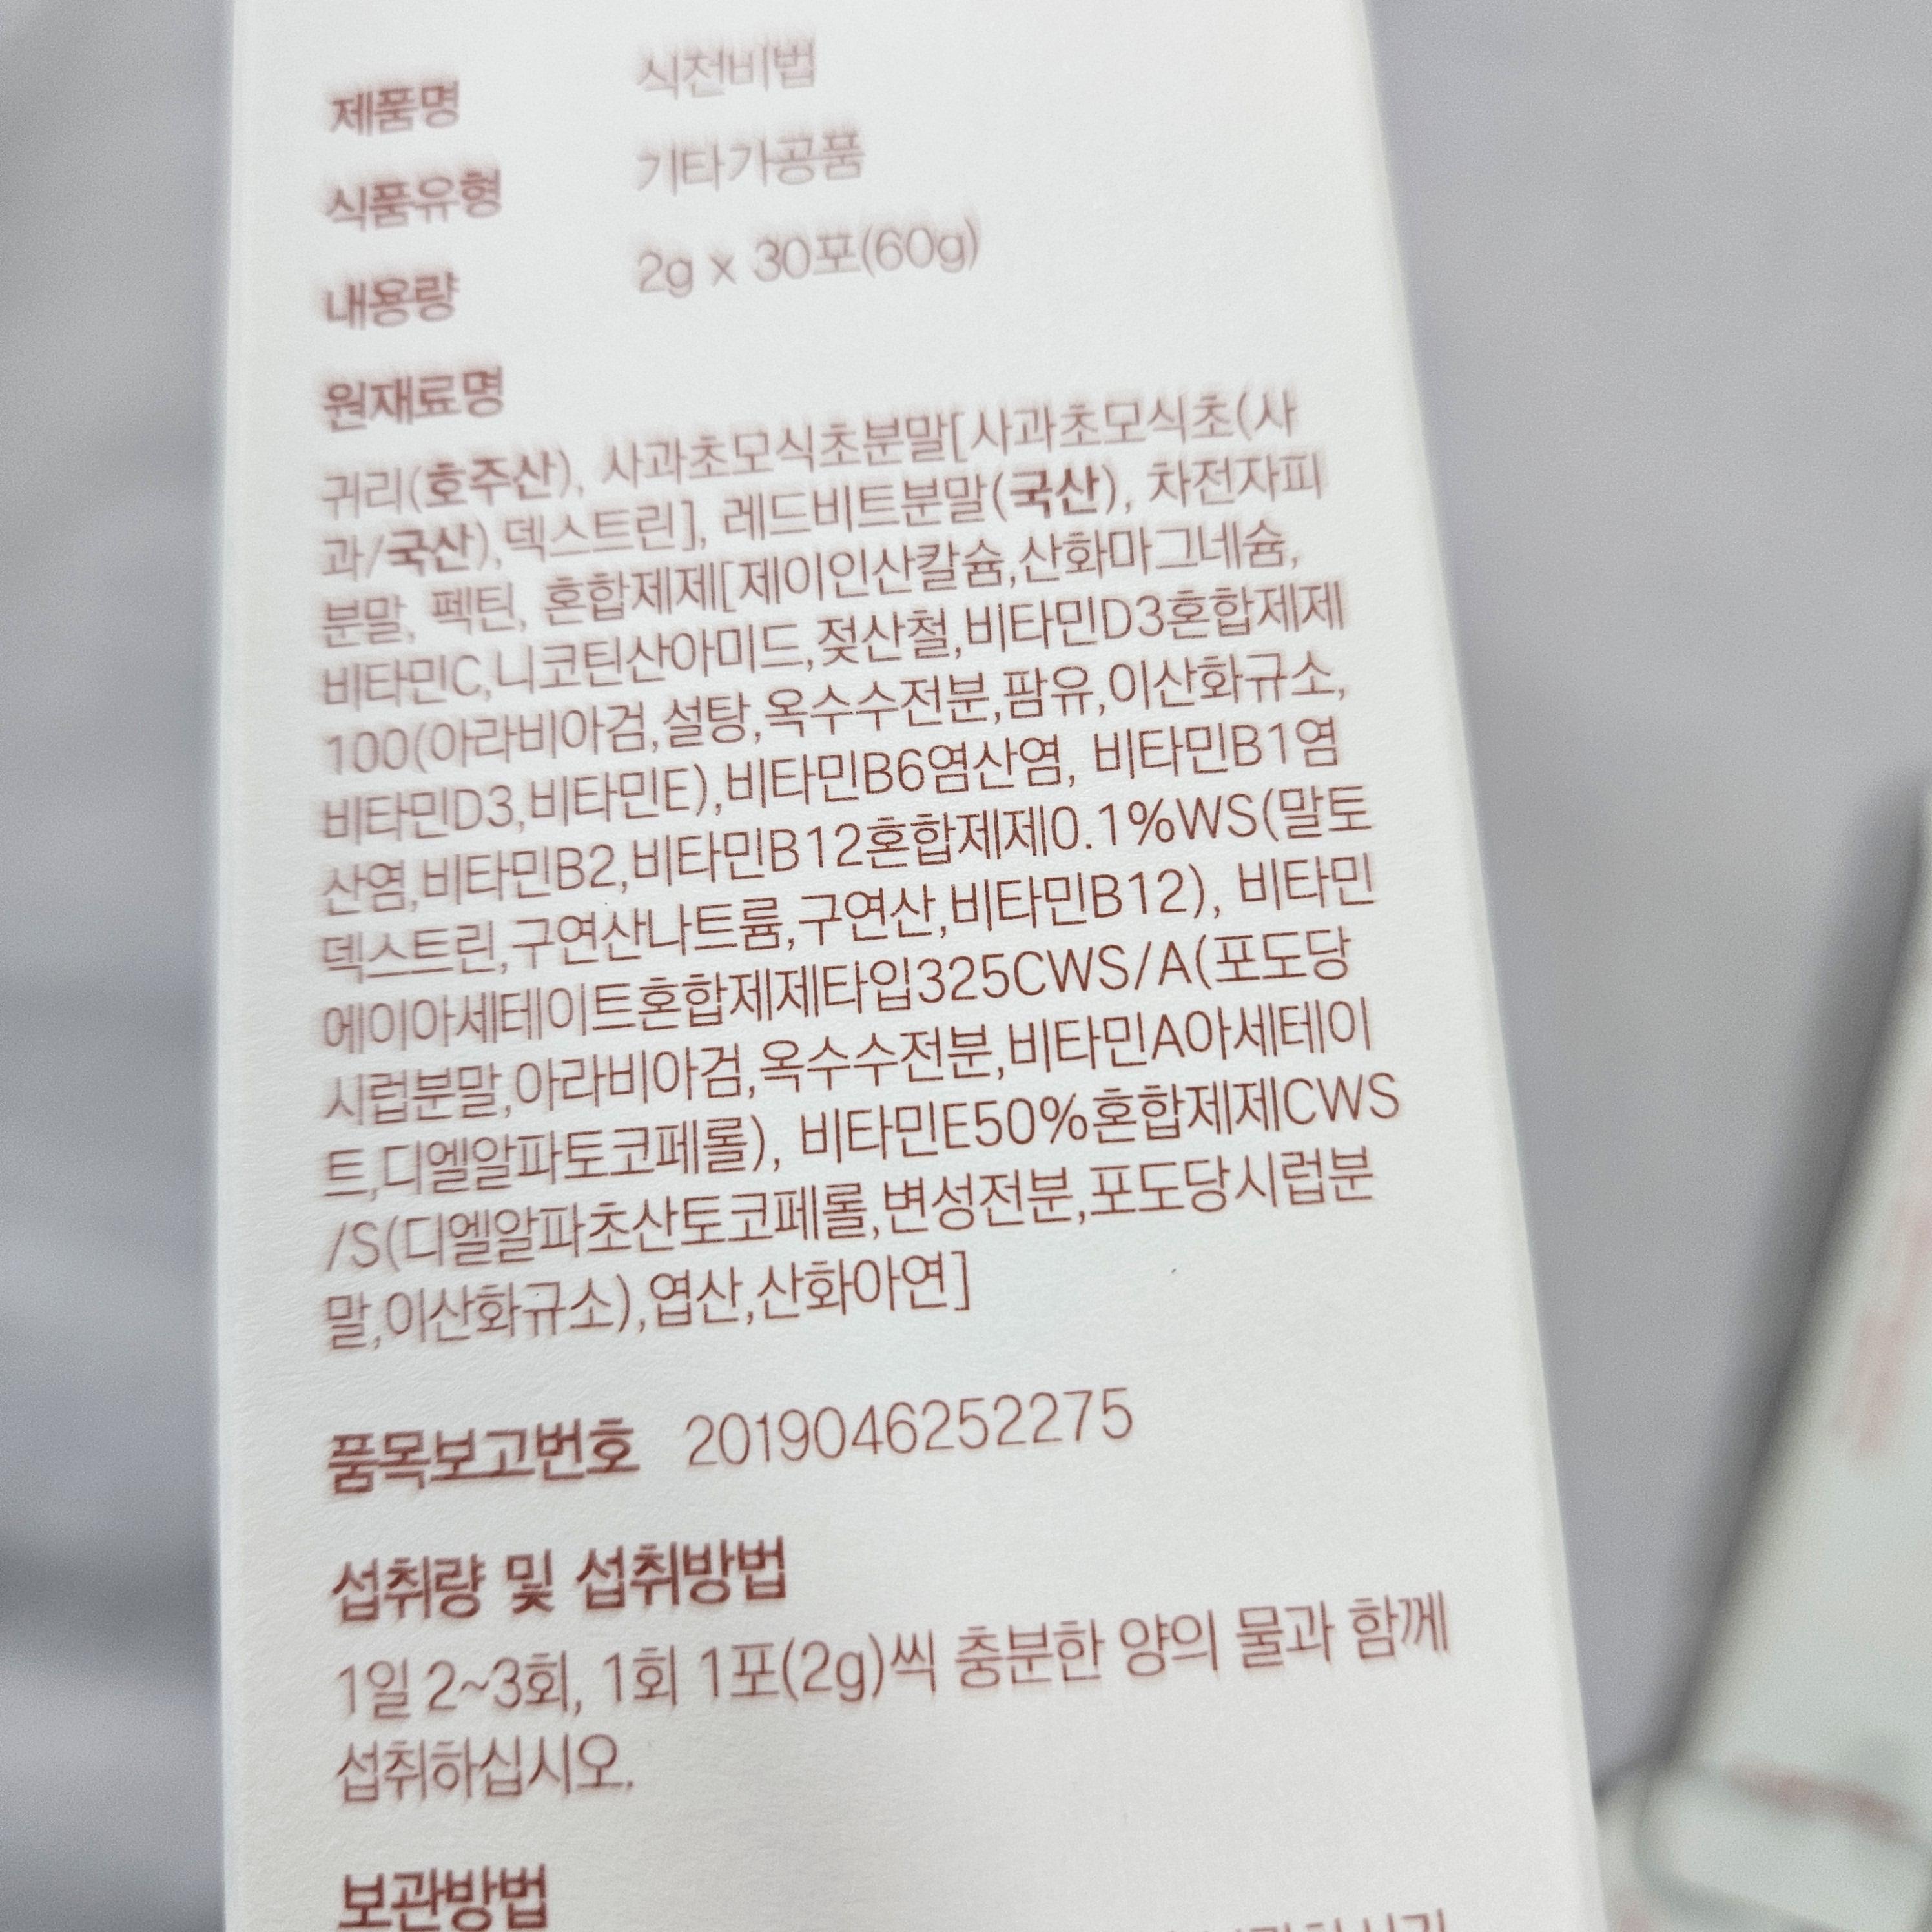 제품명 식전비법
식품유형 기타가공품
내용량 2g x 30포(60g)
원재료명
귀리(호주산), 사과초모식초분말[사과초모식초(사
과/국산),덱스트린], 레드비트분말(국산), 차전자피
분말, 펙틴, 혼합제제[제이인산칼슘,산화마그네슘,
비타민C,니코틴산아미드,젖산철,비타민D3혼합제제
100(아라비아검,설탕,옥수수전분,팜유,이산화규소,
비타민D3,비타민E),비타민B6염산염, 비타민B1염
산염,비타민B2,비타민B12혼합제제0.1%WS(말토
덱스트린,구연산나트륨,구연산,비타민B12), 비타민
에이아세테이트혼합제제타입325CWS/A(포도당
시럽분말,아라비아검,옥수수전분,비타민A아세테이
트,디엘알파토코페롤), 비타민E50%혼합제제CWS
/S(디엘알파초산토코페롤,변성전분,포도당시럽분
말,이산화규소),엽산,산화아연]
품목보고번호 2019046252275
섭취량 및 섭취방법
1일 2~3회, 1회 1포(2g)씩 충분한 양의 물과 함께
섭취하십시오.
보관방법